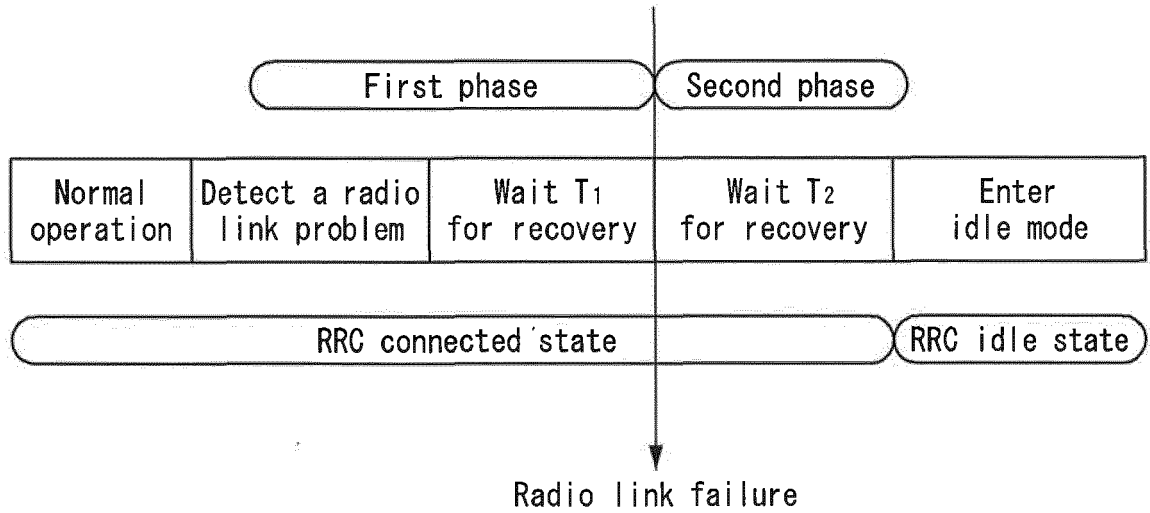 First phase
Second phase
Normal
operation
Detect a radio
link problem
Wait T1
for recovery
Wait T2
for recovery
Enter
idle mode
RRC connected state
RRC idle state
Radio link failure